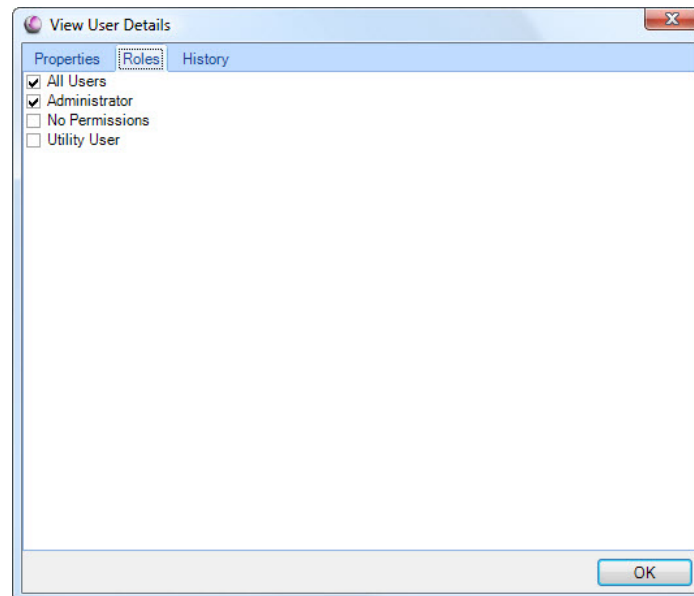 View User Details
Properties Roles History
All Users
Administrator
No Permissions
Utility User
OK